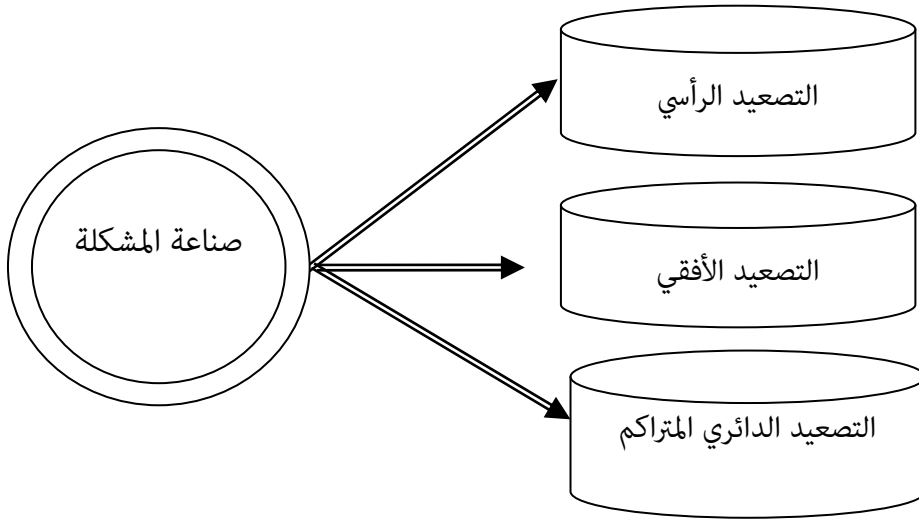 التصعيد الرأسي
صناعة المشكلة
التصعيد الأفقي
التصعيد الدائري المتراكم